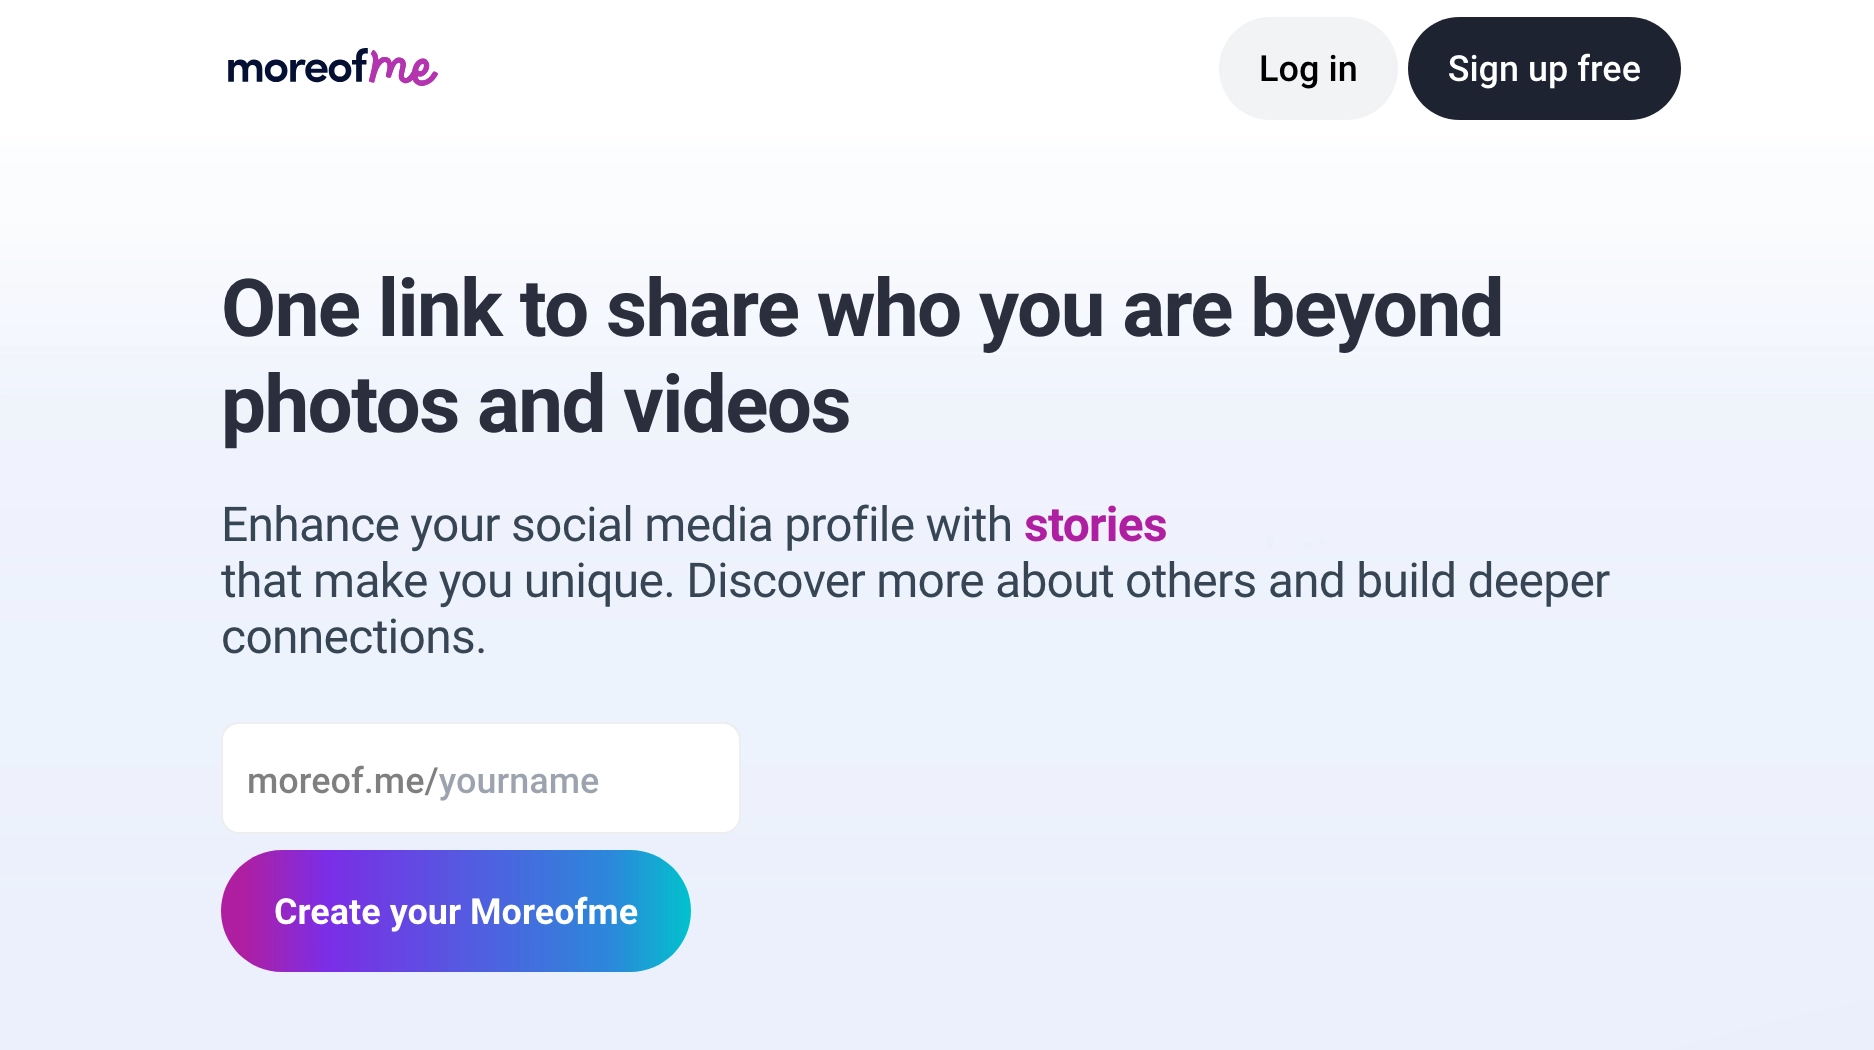 moreofme
Log in
Sign up free
One link to share who you are beyond
photos and videos
Enhance your social media profile with stories
that make you unique. Discover more about others and build deeper
connections.
moreof.me/yourname
Create your Moreofme